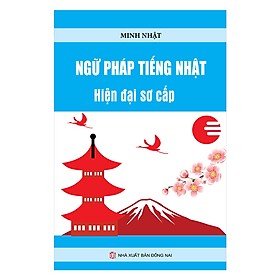 MINH NHẬT
NGỮ PHÁP TIẾNG NHẬT
Hiện đại sơ cấp
NHÀ XUẤT BẢN ĐỒNG NAI